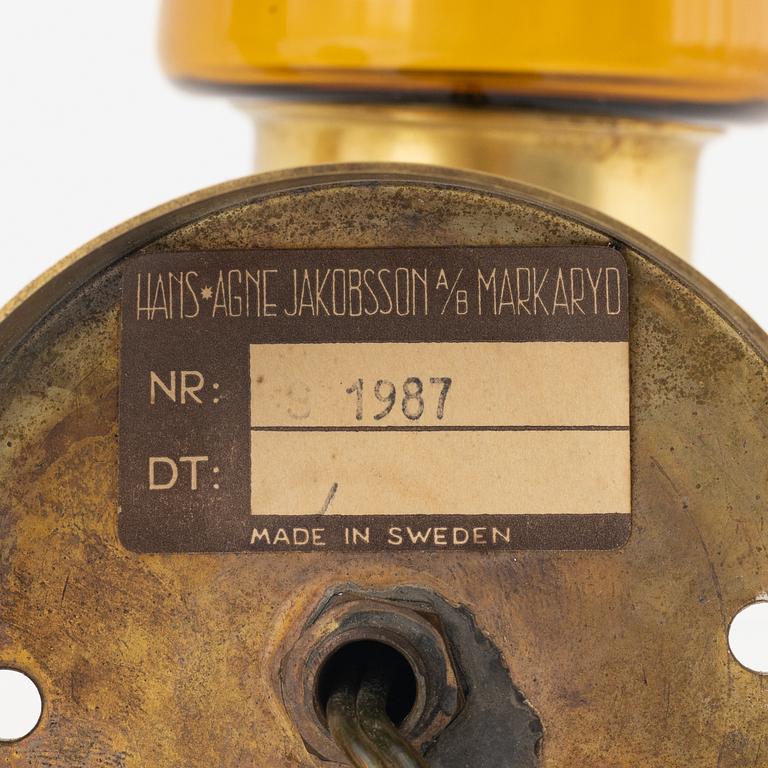 HANS*AGNE JAKOBSSON A/B MARKARYD
NR: 1987
DT:
MADE IN SWEDEN